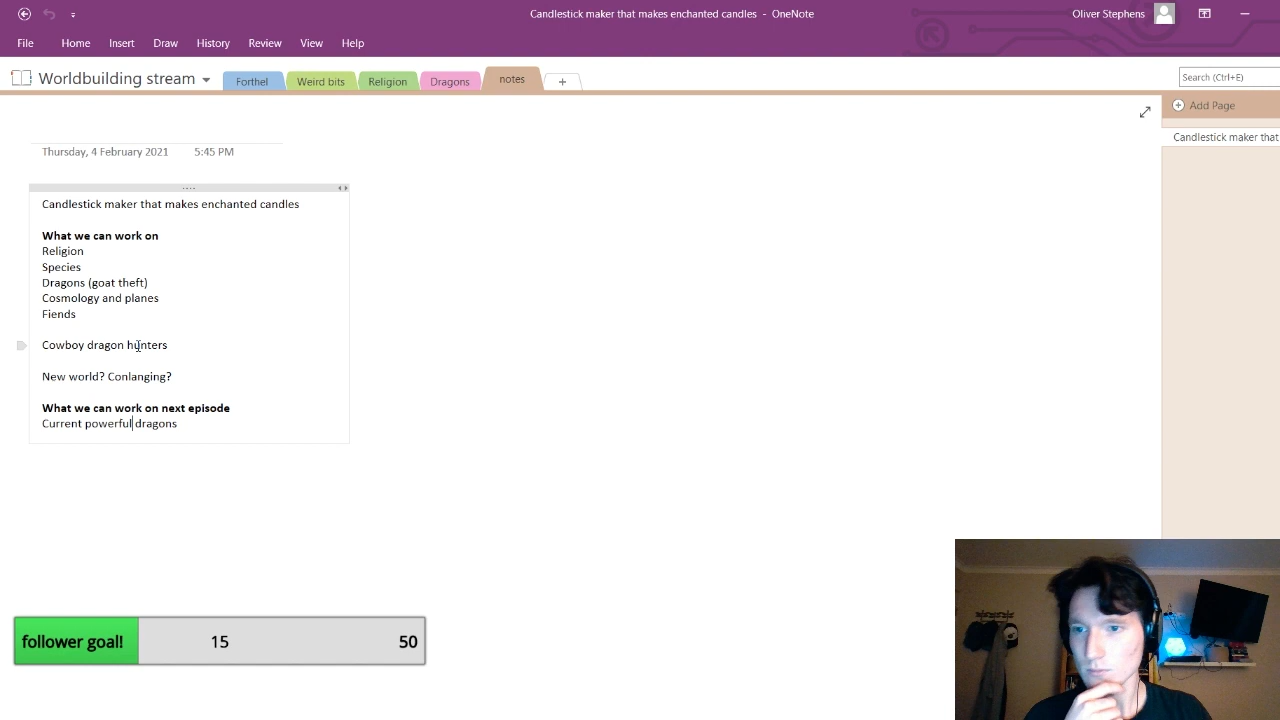 Candlestick maker that makes enchanted candles - OneNote
Oliver Stephens
File Home Insert Draw History Review View Help
Worldbuilding stream
Forthel Weird bits Religion Dragons notes
Search (Ctrl+E)
Add Page
Candlestick maker that
Thursday, 4 February 2021 5:45 PM
Candlestick maker that makes enchanted candles
What we can work on
Religion
Species
Dragons (goat theft)
Cosmology and planes
Fiends
Cowboy dragon hunters
New world? Conlanging?
What we can work on next episode
Current powerful dragons
follower goal! 15 50